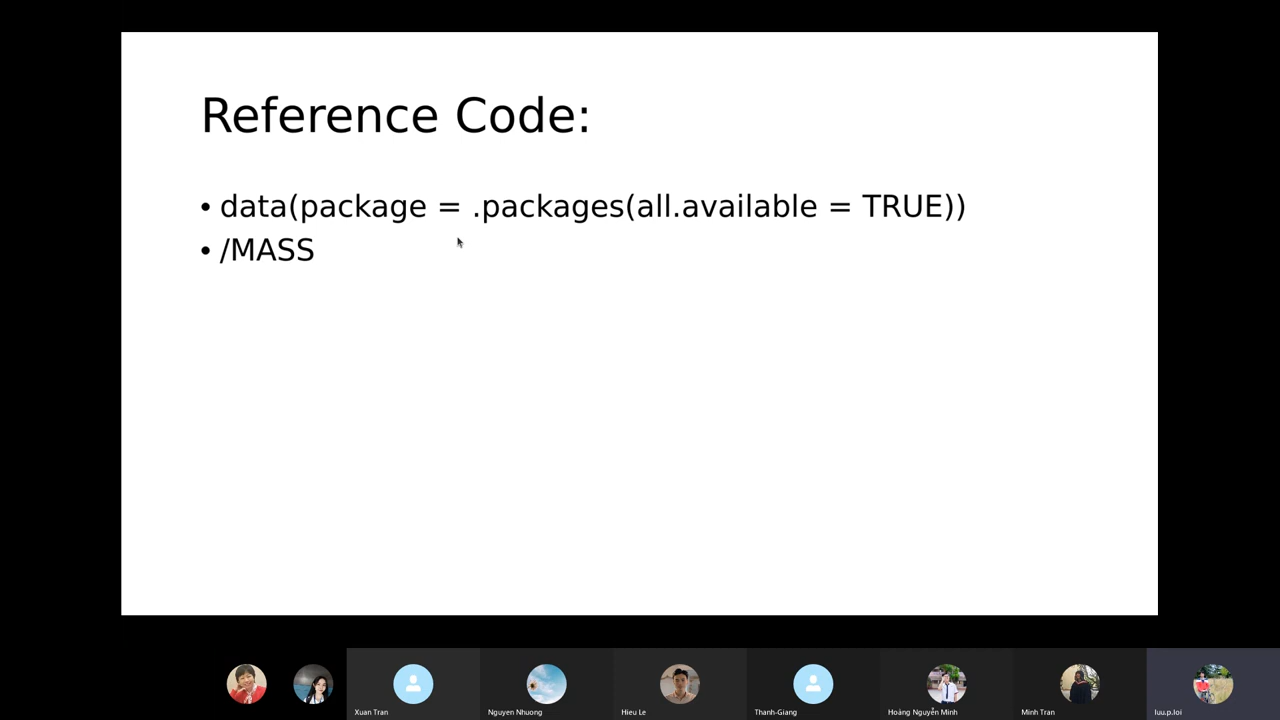 Reference Code:
• data(package = .packages(all.available = TRUE))
• /MASS
Xuan Tran
Nguyen Nhuong
Hieu Le
Thanh-Giang
Hoàng Nguyễn Minh
Minh Tran
luu.p.loi